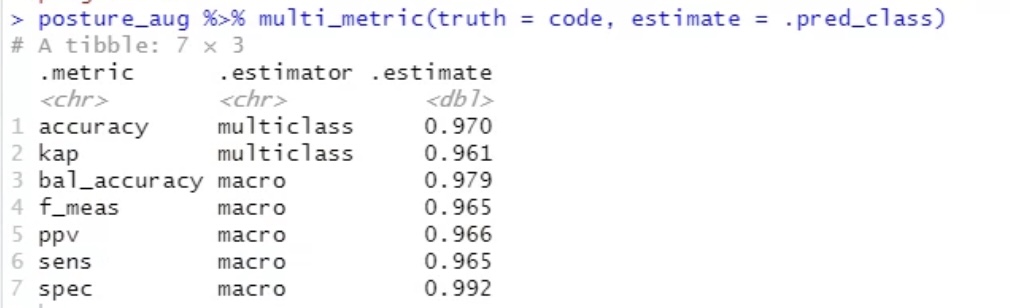 > posture_aug %>% multi_metric(truth = code, estimate = .pred_class)
# A tibble: 7 × 3
.metric .estimator .estimate
<chr> <chr> <dbl>
1 accuracy multiclass 0.970
2 kap multiclass 0.961
3 bal_accuracy macro 0.979
4 f_meas macro 0.965
5 ppv macro 0.966
6 sens macro 0.965
7 spec macro 0.992